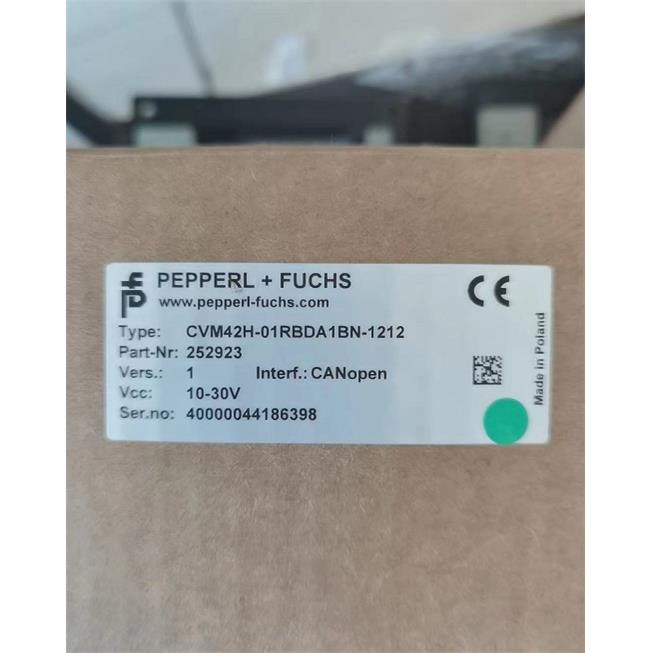 PEPPERL + FUCHS
www.pepperl-fuchs.com
Type: CVM42H-01RBDA1BN-1212
Part-Nr: 252923
Vers.: 1 Interf.: CANopen
Vcc: 10-30V
Ser.no: 40000044186398
CE
Made in Poland